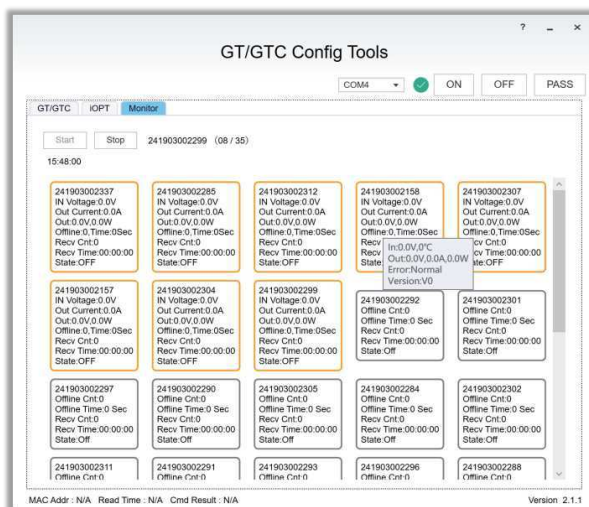 ? – ×
GT/GTC Config Tools
COM4 ON OFF PASS
GT/GTC iOPT Monitor
Start Stop 241903002299 (08 / 35)
15:48:00
241903002337
IN Voltage:0.0V
Out Current:0.0A
Out:0.0V,0.0W
Offline:0,Time:0Sec
Recv Cnt:0
Recv Time:00:00:00
State:OFF
241903002285
IN Voltage:0.0V
Out Current:0.0A
Out:0.0V,0.0W
Offline:0,Time:0Sec
Recv Cnt:0
Recv Time:00:00:00
State:OFF
241903002312
IN Voltage:0.0V
Out Current:0.0A
Out:0.0V,0.0W
Offline:0,Time:0Sec
Recv Cnt:0
Recv Time:00:00:00
State:OFF
241903002158
IN Voltage:0.0V
Out Current:0.0A
Out:0.0V,0.0W
Offline:0,Time:0Sec
Recv
Recv
State
241903002307
IN Voltage:0.0V
Out Current:0.0A
Out:0.0V,0.0W
Offline:0,Time:0Sec
Cnt:0
Time:00:00:00
OFF
In:0.0V,0°C
Out:0.0V,0.0A,0.0W
Error:Normal
Version:V0
241903002157
IN Voltage:0.0V
Out Current:0.0A
Out:0.0V,0.0W
Offline:0,Time:0Sec
Recv Cnt:0
Recv Time:00:00:00
State:OFF
241903002304
IN Voltage:0.0V
Out Current:0.0A
Out:0.0V,0.0W
Offline:0,Time:0Sec
Recv Cnt:0
Recv Time:00:00:00
State:OFF
241903002299
IN Voltage:0.0V
Out Current:0.0A
Out:0.0V,0.0W
Offline:0,Time:0Sec
Recv Cnt:0
Recv Time:00:00:00
State:OFF
241903002292
Offline Cnt:0
Offline Time:0 Sec
Recv Cnt:0
Recv Time:00:00:00
State:Off
241903002301
Offline Cnt:0
Offline Time:0 Sec
Recv Cnt:0
Recv Time:00:00:00
State:Off
241903002297
Offline Cnt:0
Offline Time:0 Sec
Recv Cnt:0
Recv Time:00:00:00
State:Off
241903002290
Offline Cnt:0
Offline Time:0 Sec
Recv Cnt:0
Recv Time:00:00:00
State:Off
241903002305
Offline Cnt:0
Offline Time:0 Sec
Recv Cnt:0
Recv Time:00:00:00
State:Off
241903002284
Offline Cnt:0
Offline Time:0 Sec
Recv Cnt:0
Recv Time:00:00:00
State:Off
241903002302
Offline Cnt:0
Offline Time:0 Sec
Recv Cnt:0
Recv Time:00:00:00
State:Off
241903002311
Offline Cnt:0
241903002291
Offline Cnt:0
241903002293
Offline Cnt:0
241903002296
Offline Cnt:0
241903002288
Offline Cnt:0
MAC Addr : N/A Read Time : N/A Cmd Result : N/A Version 2.1.1